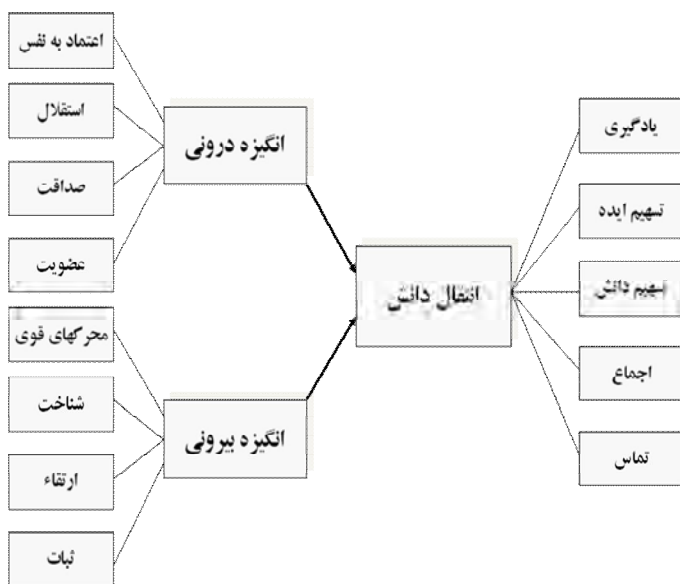 اعتماد به نفس
استقلال
صداقت
عضویت
محرکهای قوی
شناخت
ارتقاء
ثبات
انگیزه درونی
انگیزه بیرونی
انتقال دانش
یادگیری
تسهیم ایده
تسهیم دانش
اجماع
تماس